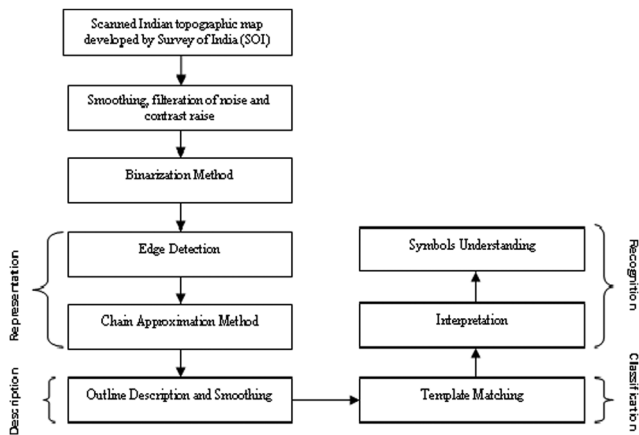 Scanned Indian topographic map
developed by Survey of India (SOI)
Smoothing, filteration of noise and
contrast raise
Binarization Method
Edge Detection
Chain Approximation Method
Representation
Outline Description and Smoothing
Description
Template Matching
Classification
Interpretation
Symbols Understanding
Recognition